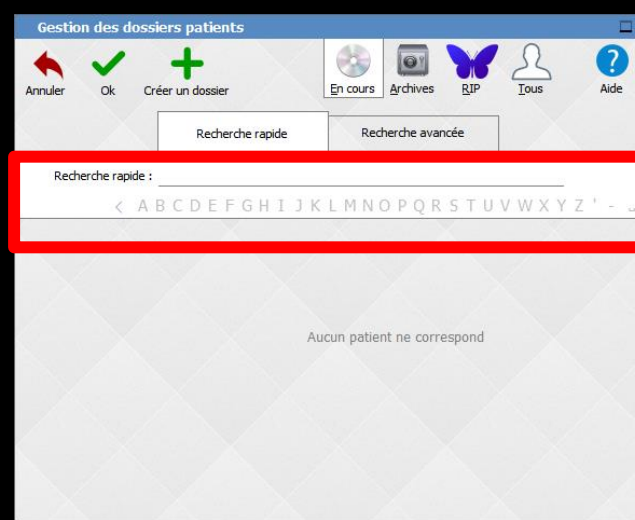 Gestion des dossiers patients
Annuler Ok Créer un dossier En cours Archives RIP Tous Aide
Recherche rapide Recherche avancée
Recherche rapide :
< A B C D E F G H I J K L M N O P Q R S T U V W X Y Z ' -
Aucun patient ne correspond